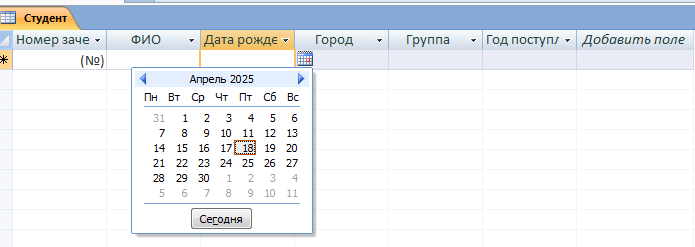 Студент
Номер заче ФИО Дата рожде Город Группа Год поступл Добавить поле
(№)
Апрель 2025
Пн Вт Ср Чт Пт Сб Вс
31 1 2 3 4 5 6
7 8 9 10 11 12 13
14 15 16 17 18 19 20
21 22 23 24 25 26 27
28 29 30 1 2 3 4
5 6 7 8 9 10 11
Сегодня